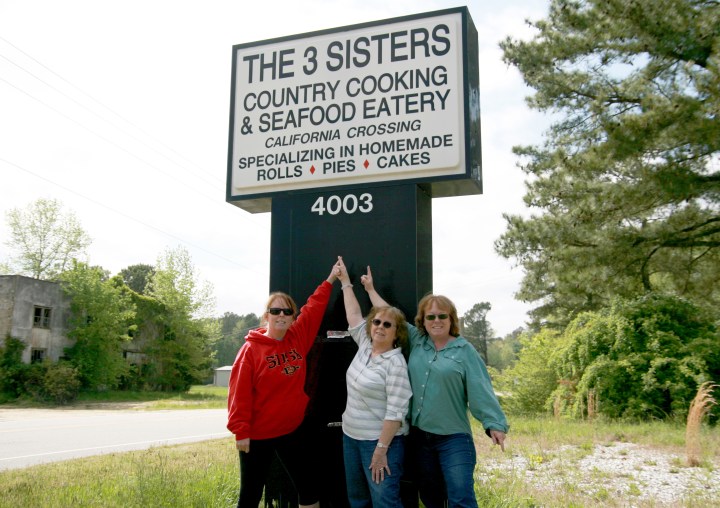 THE 3 SISTERS
COUNTRY COOKING
& SEAFOOD EATERY
CALIFORNIA CROSSING
SPECIALIZING IN HOMEMADE
ROLLS ♦ PIES ♦ CAKES
4003